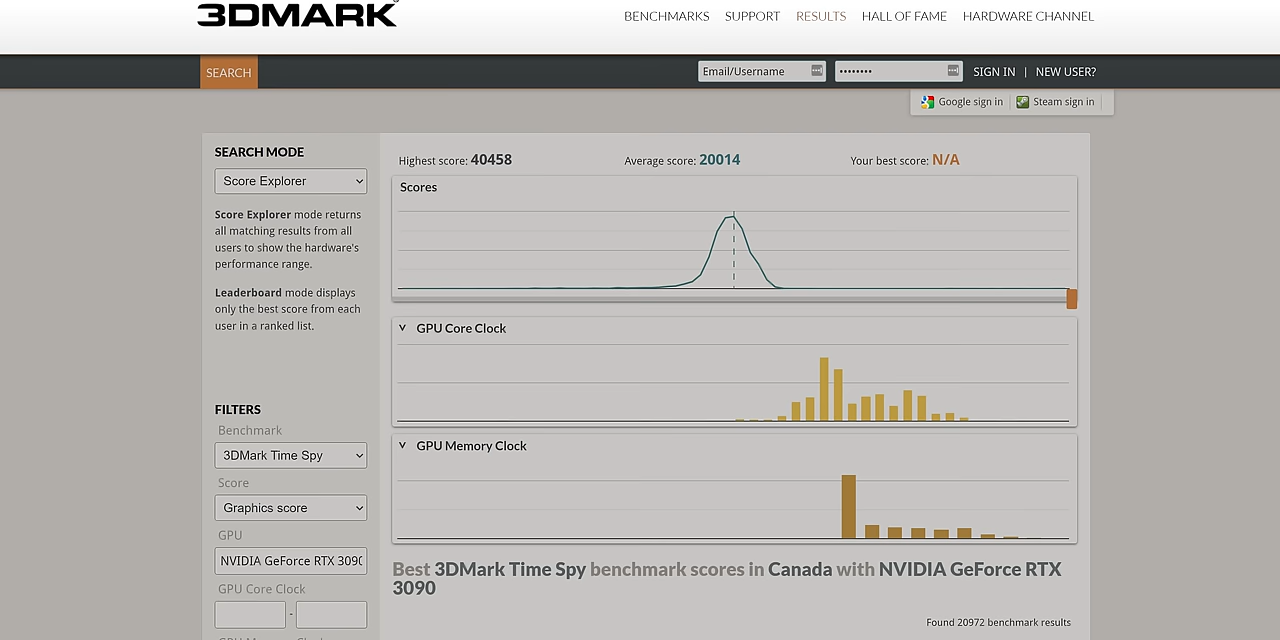 3DMARK
BENCHMARKS SUPPORT RESULTS HALL OF FAME HARDWARE CHANNEL
SEARCH
Email/Username
••••••••
SIGN IN | NEW USER?
Google sign in
Steam sign in
SEARCH MODE
Score Explorer
Score Explorer mode returns
all matching results from all
users to show the hardware's
performance range.
Leaderboard mode displays
only the best score from each
user in a ranked list.
FILTERS
Benchmark
3DMark Time Spy
Score
Graphics score
GPU
NVIDIA GeForce RTX 3090
GPU Core Clock
-
Highest score: 40458
Average score: 20014
Your best score: N/A
Scores
GPU Core Clock
GPU Memory Clock
Best 3DMark Time Spy benchmark scores in Canada with NVIDIA GeForce RTX
3090
Found 20972 benchmark results